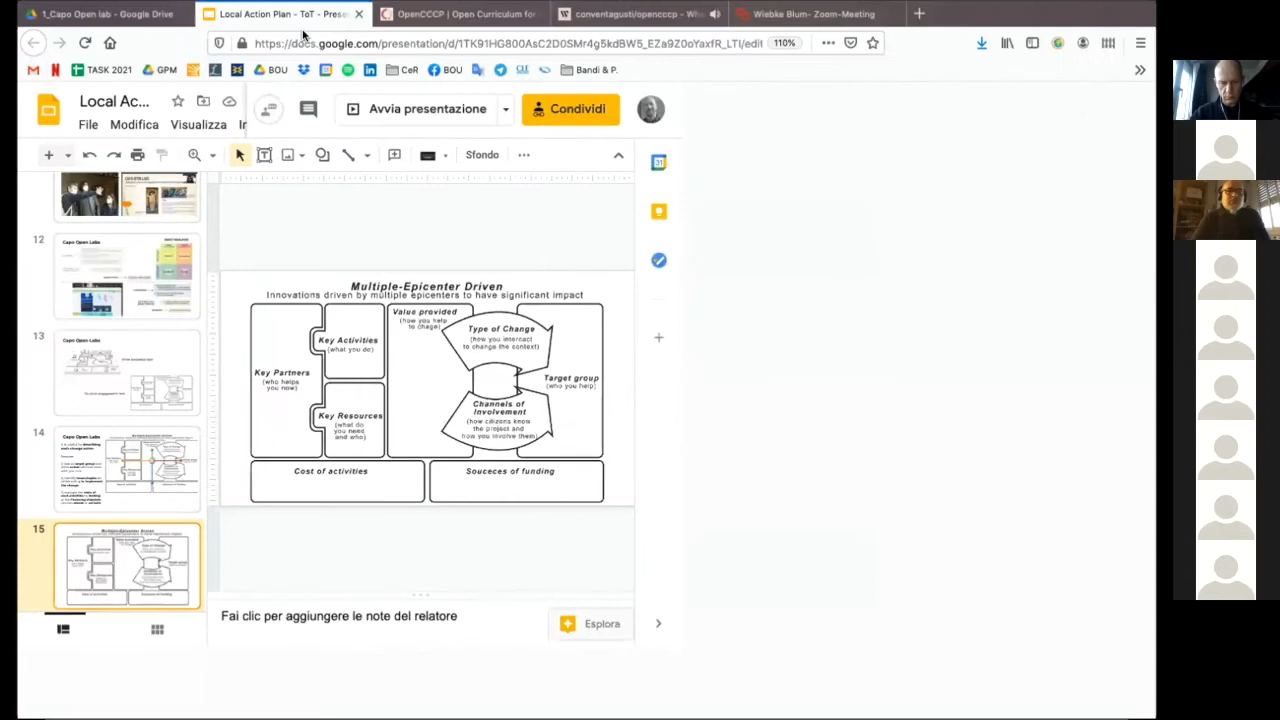 1_Capo Open lab - Google Drive
Local Action Plan - ToT - Prese
OpenCCCP | Open Curriculum for
conventagusti/opencccp - Wh
Wiebke Blum- Zoom-Meeting
https://docs.google.com/presentation/d/1TK91HG800AsC2D0SMr4g5kdBW5_EZa9Z0oYaxfR_LTI/edit
110%
TASK 2021
GPM
BOU
CeR
BOU
Bandi & P.
Local Ac...
Avvia presentazione
Condividi
File
Modifica
Visualizza
Sfondo
12
Capo Open Labs
13
14
Capo Open Labs
15
Multiple-Epicenter Driven
Innovations driven by multiple epicenters to have significant impact
Value provided
(how you help
to chage)
Type of Change
(how you intercact
to change the context)
Key Activities
(what you do)
Key Partners
(who helps
you now)
Target group
(who you help)
Key Resources
(what do
you need
and who)
Channels of
Involvement
(how citizens know
the project and
how you involve them)
Cost of activities
Souceces of funding
Fai clic per aggiungere le note del relatore
Esplora